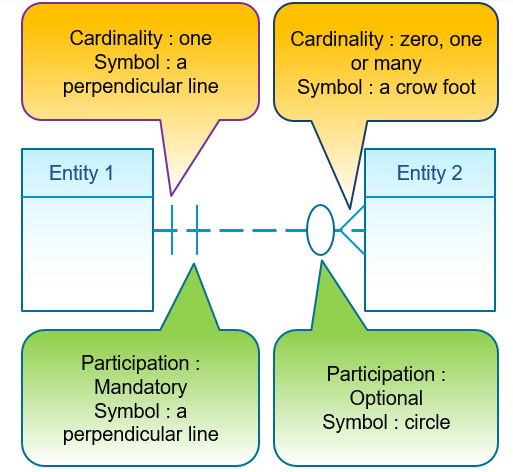 Cardinality : one
Symbol : a
perpendicular line
Cardinality : zero, one
or many
Symbol : a crow foot
Entity 1
Entity 2
Participation :
Mandatory
Symbol : a
perpendicular line
Participation :
Optional
Symbol : circle